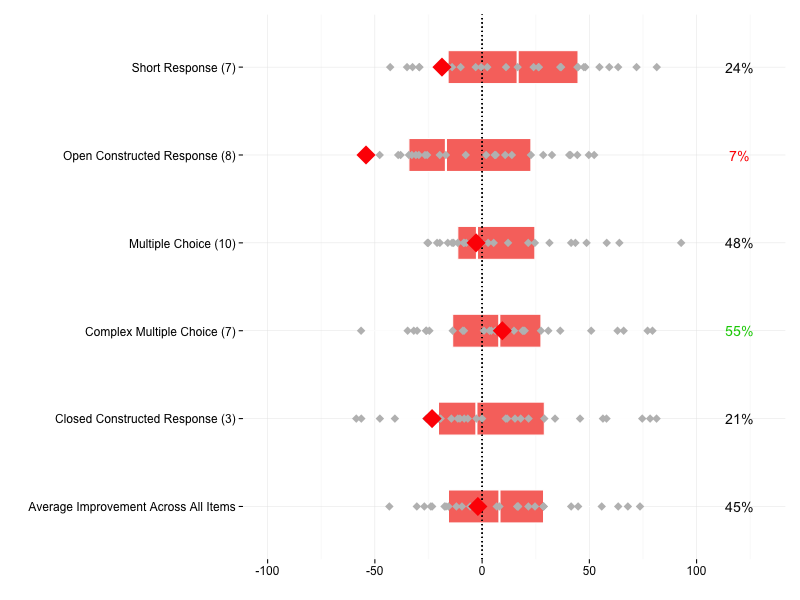 Short Response (7) 24%
Open Constructed Response (8) 7%
Multiple Choice (10) 48%
Complex Multiple Choice (7) 55%
Closed Constructed Response (3) 21%
Average Improvement Across All Items 45%
-100 -50 0 50 100